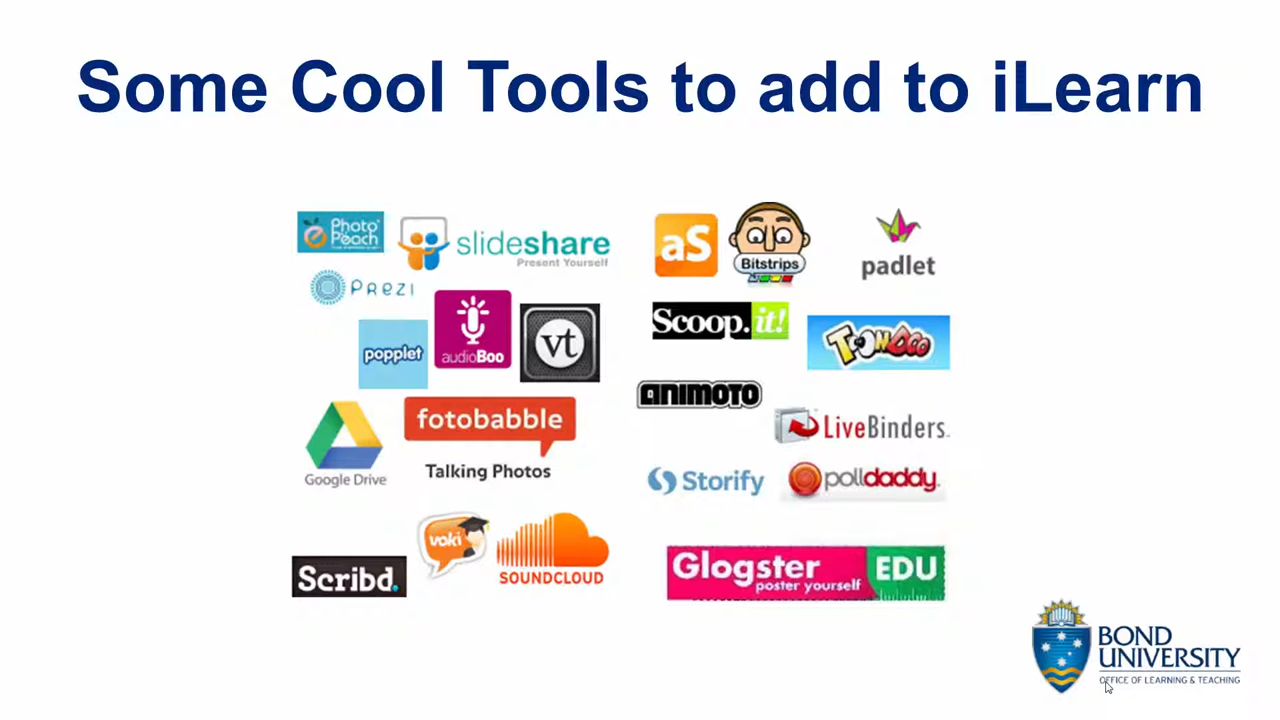 Some Cool Tools to add to iLearn
Photo
Peach
slideshare
Present Yourself
PREZI
popplet
audioBoo
vt
Google Drive
fotobabble
Talking Photos
Scribd.
voki
SOUNDCLOUD
aS
Bitstrips
padlet
Scoop.it!
TOONDOO
ANIMOTO
LiveBinders
Storify
polldaddy
Glogster EDU
poster yourself
BOND
UNIVERSITY
OFFICE OF LEARNING & TEACHING